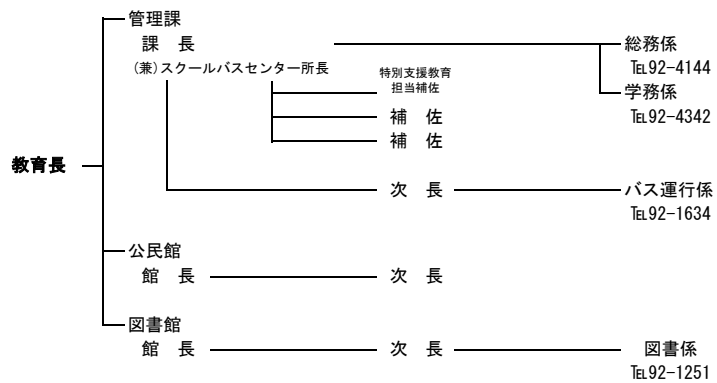 管理課
課　長
総務係
(兼)スクールバスセンター所長
℡92−4144
特別支援教育
担当補佐
学務係
補　佐
℡92−4342
補　佐
教育長
次　長
バス運行係
℡92−1634
公民館
館　長
次　長
図書館
館　長
次　長
図書係
℡92−1251